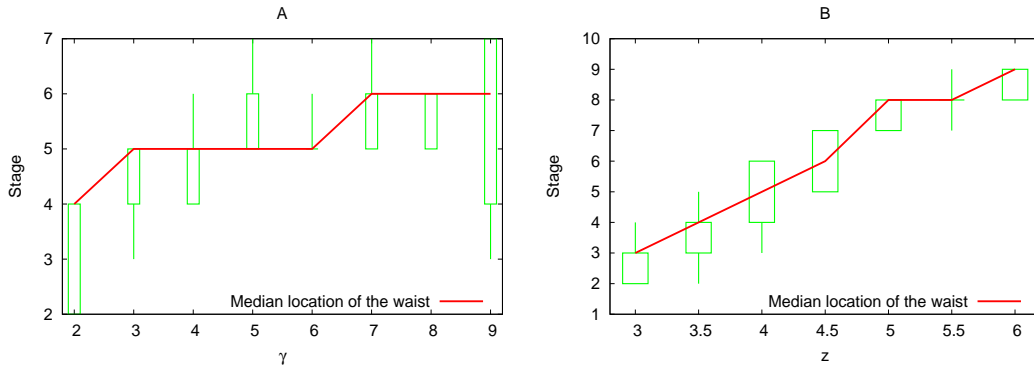 A
7
6
5
4
3
2
Stage
Median location of the waist
2 3 4 5 6 7 8 9
γ
B
10
9
8
7
6
5
4
3
2
1
Stage
Median location of the waist
3 3.5 4 4.5 5 5.5 6
z